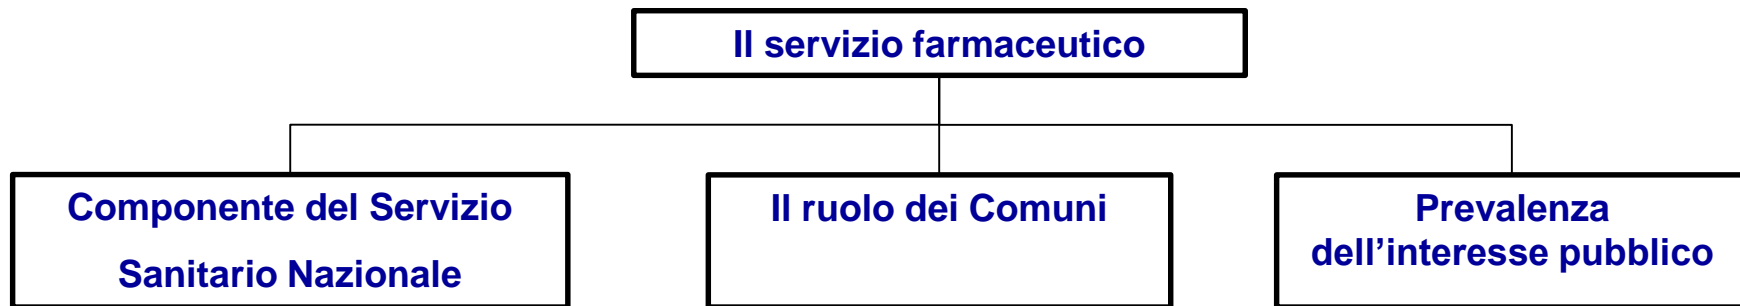 Il servizio farmaceutico
Componente del Servizio
Sanitario Nazionale
Il ruolo dei Comuni
Prevalenza
dell’interesse pubblico